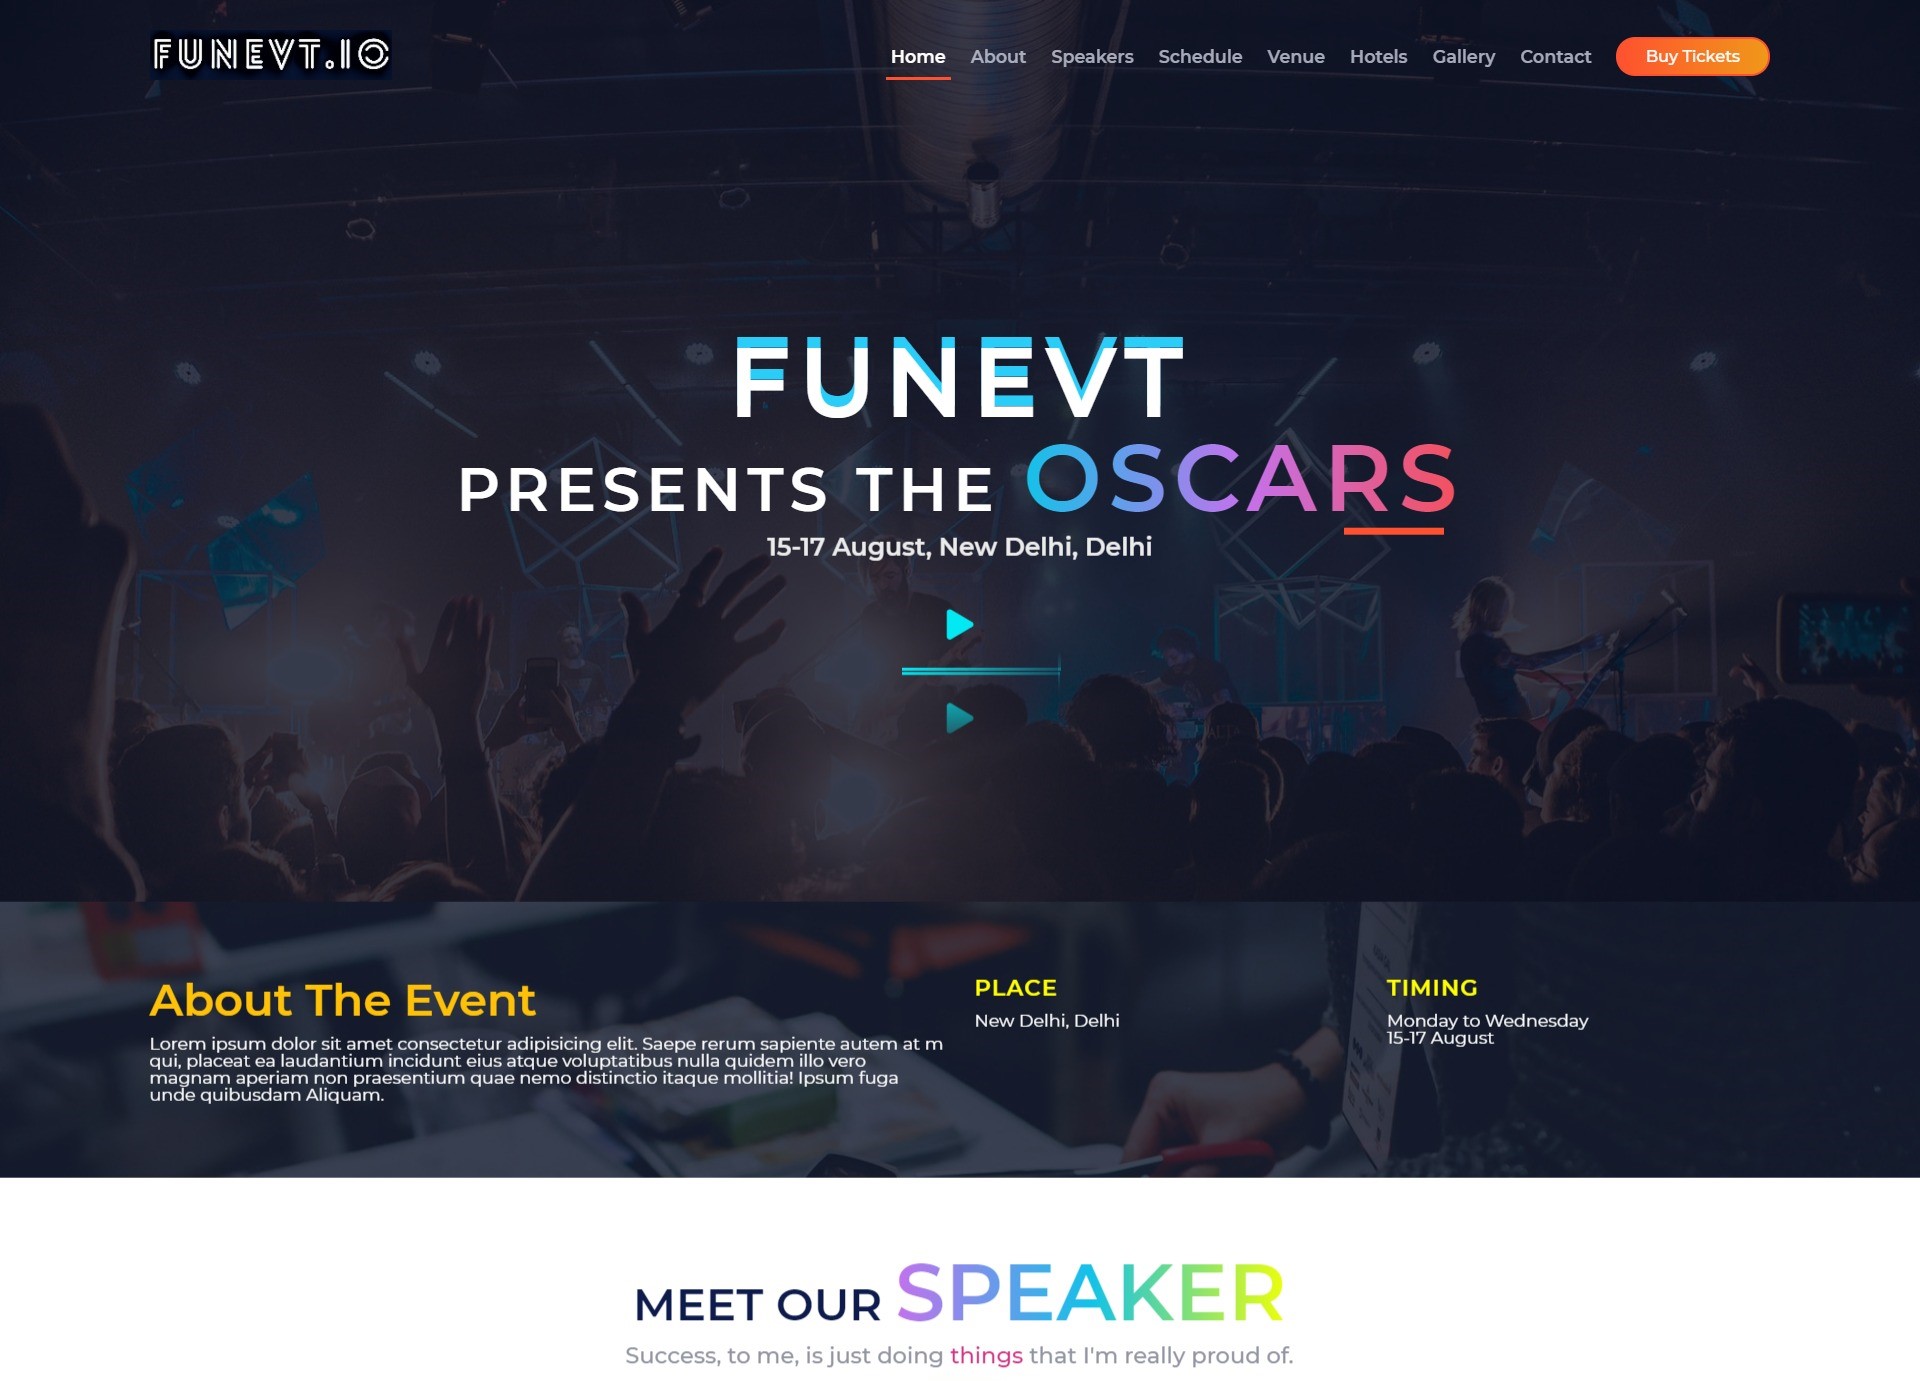 FUNEVT.IO
Home About Speakers Schedule Venue Hotels Gallery Contact Buy Tickets
FUNEVT
PRESENTS THE OSCARS
15-17 August, New Delhi, Delhi
About The Event
Lorem ipsum dolor sit amet consectetur adipisicing elit. Saepe rerum sapiente autem at m
qui, placeat ea laudantium incidunt eius atque voluptatibus nulla quidem illo vero
magnam aperiam non praesentium quae nemo distinctio itaque mollitia! Ipsum fuga
unde quibusdam Aliquam.
PLACE
New Delhi, Delhi
TIMING
Monday to Wednesday
15-17 August
MEET OUR SPEAKER
Success, to me, is just doing things that I'm really proud of.